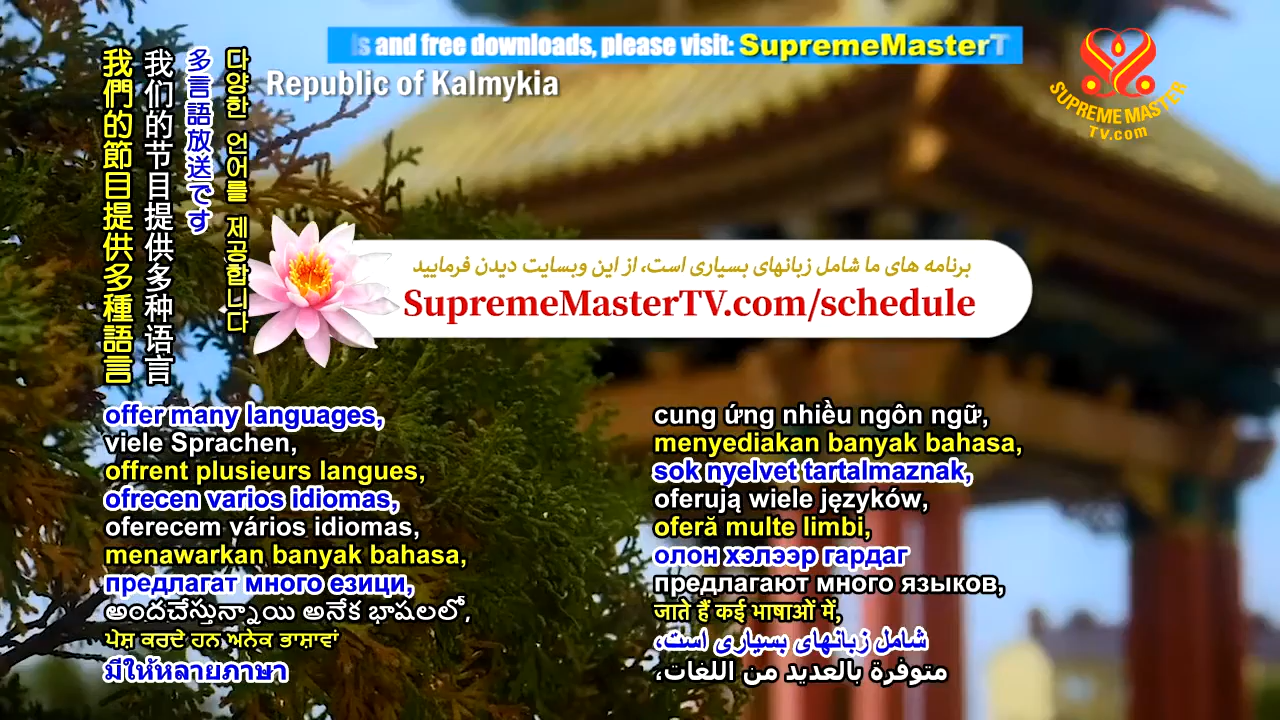 ls and free downloads, please visit: SupremeMasterT
Republic of Kalmykia
SUPREME MASTER
TV.com
다양한 언어를 제공합니다
多言語放送です
我们的节目提供多种语言
我們的節目提供多種語言
برنامه های ما شامل زبانهای بسیاری است، از این وبسایت دیدن فرمایید
SupremeMasterTV.com/schedule
offer many languages,
viele Sprachen,
offrent plusieurs langues,
ofrecen varios idiomas,
oferecem vários idiomas,
menawarkan banyak bahasa,
предлагат много езици,
అందచేస్తున్నాయి అనేక భాషలలో,
ਪੇਸ਼ ਕਰਦੇ ਹਨ ਅਨੇਕ ਭਾਸ਼ਾਵਾਂ
มีให้หลายภาษา
cung ứng nhiều ngôn ngữ,
menyediakan banyak bahasa,
sok nyelvet tartalmaznak,
oferują wiele języków,
oferă multe limbi,
олон хэлээр гардаг
предлагают много языков,
जाते हैं कई भाषाओं में,
شامل زبانهای بسیاری است،
متوفرة بالعديد من اللغات،